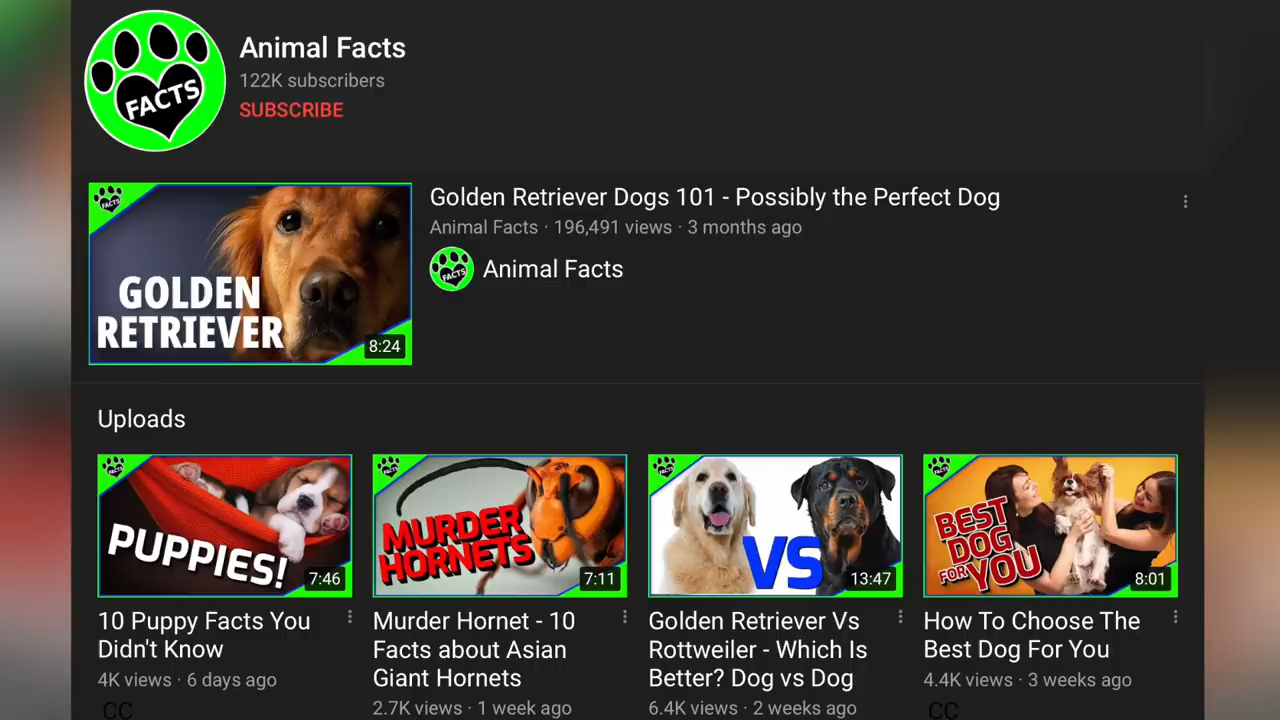 FACTS
Animal Facts
122K subscribers
SUBSCRIBE
FACTS
GOLDEN
RETRIEVER
8:24
Golden Retriever Dogs 101 - Possibly the Perfect Dog
Animal Facts · 196,491 views · 3 months ago
FACTS
Animal Facts
Uploads
FACTS
PUPPIES!
7:46
10 Puppy Facts You
Didn't Know
4K views · 6 days ago
CC
FACTS
MURDER
HORNETS
7:11
Murder Hornet - 10
Facts about Asian
Giant Hornets
2.7K views · 1 week ago
FACTS
VS
13:47
Golden Retriever Vs
Rottweiler - Which Is
Better? Dog vs Dog
6.4K views · 2 weeks ago
FACTS
BEST
DOG
FOR YOU
8:01
How To Choose The
Best Dog For You
4.4K views · 3 weeks ago
CC